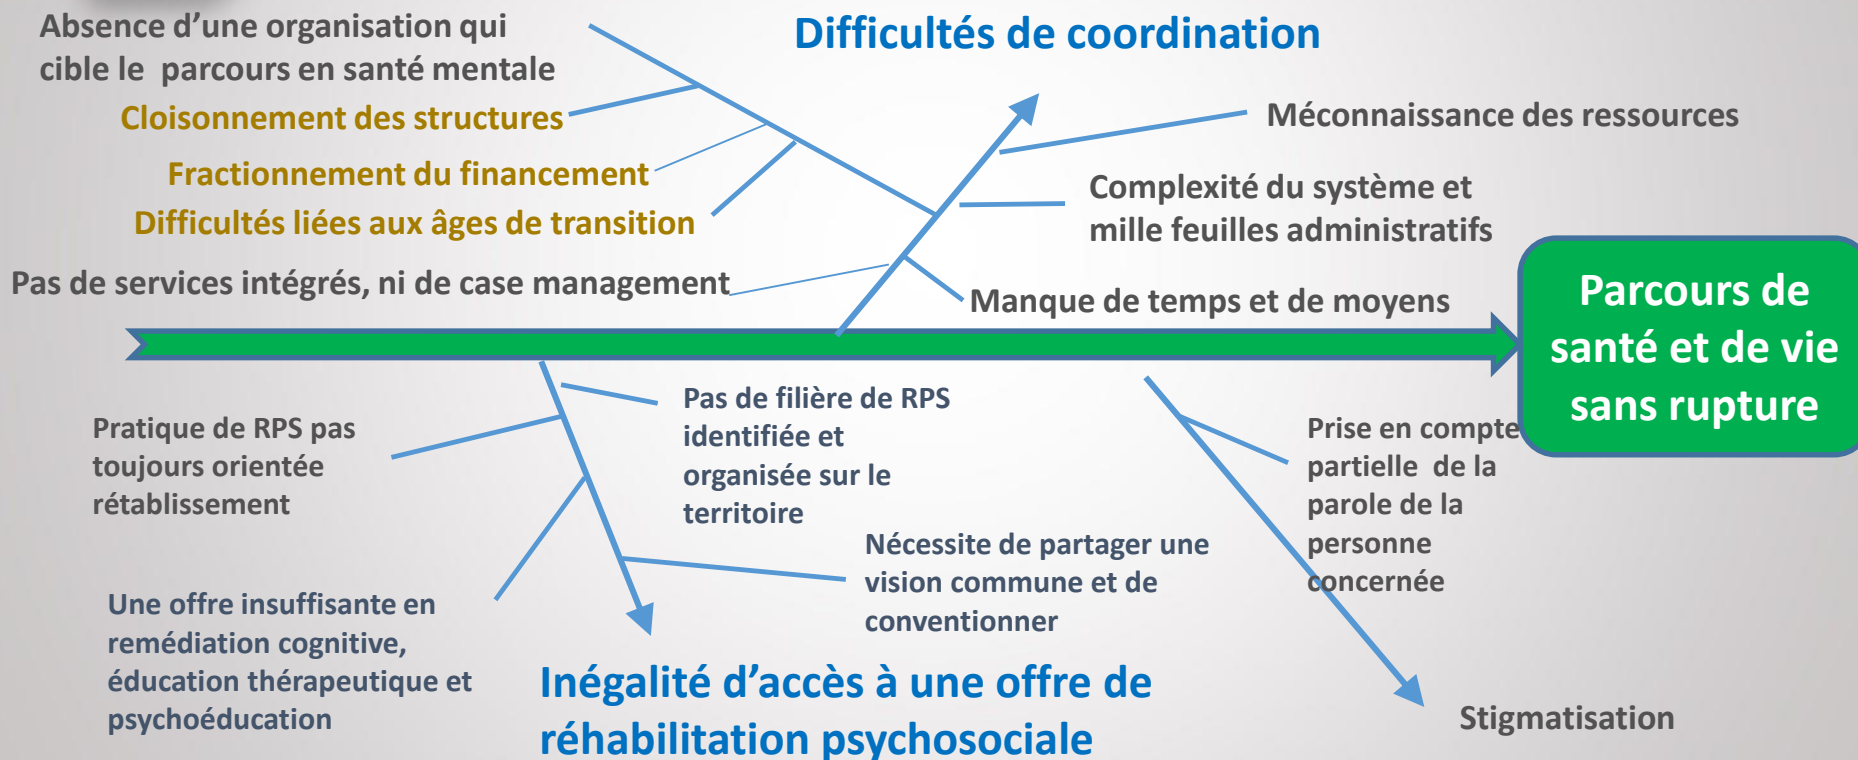 Absence d’une organisation qui
cible le parcours en santé mentale
Cloisonnement des structures
Fractionnement du financement
Difficultés liées aux âges de transition
Pas de services intégrés, ni de case management
Difficultés de coordination
Méconnaissance des ressources
Complexité du système et
mille feuilles administratifs
Manque de temps et de moyens
Parcours de
santé et de vie
sans rupture
Pratique de RPS pas
toujours orientée
rétablissement
Une offre insuffisante en
remédiation cognitive,
éducation thérapeutique et
psychoéducation
Pas de filière de RPS
identifiée et
organisée sur le
territoire
Nécessite de partager une
vision commune et de
conventionner
Inégalité d’accès à une offre de
réhabilitation psychosociale
Prise en compte
partielle de la
parole de la
personne
concernée
Stigmatisation